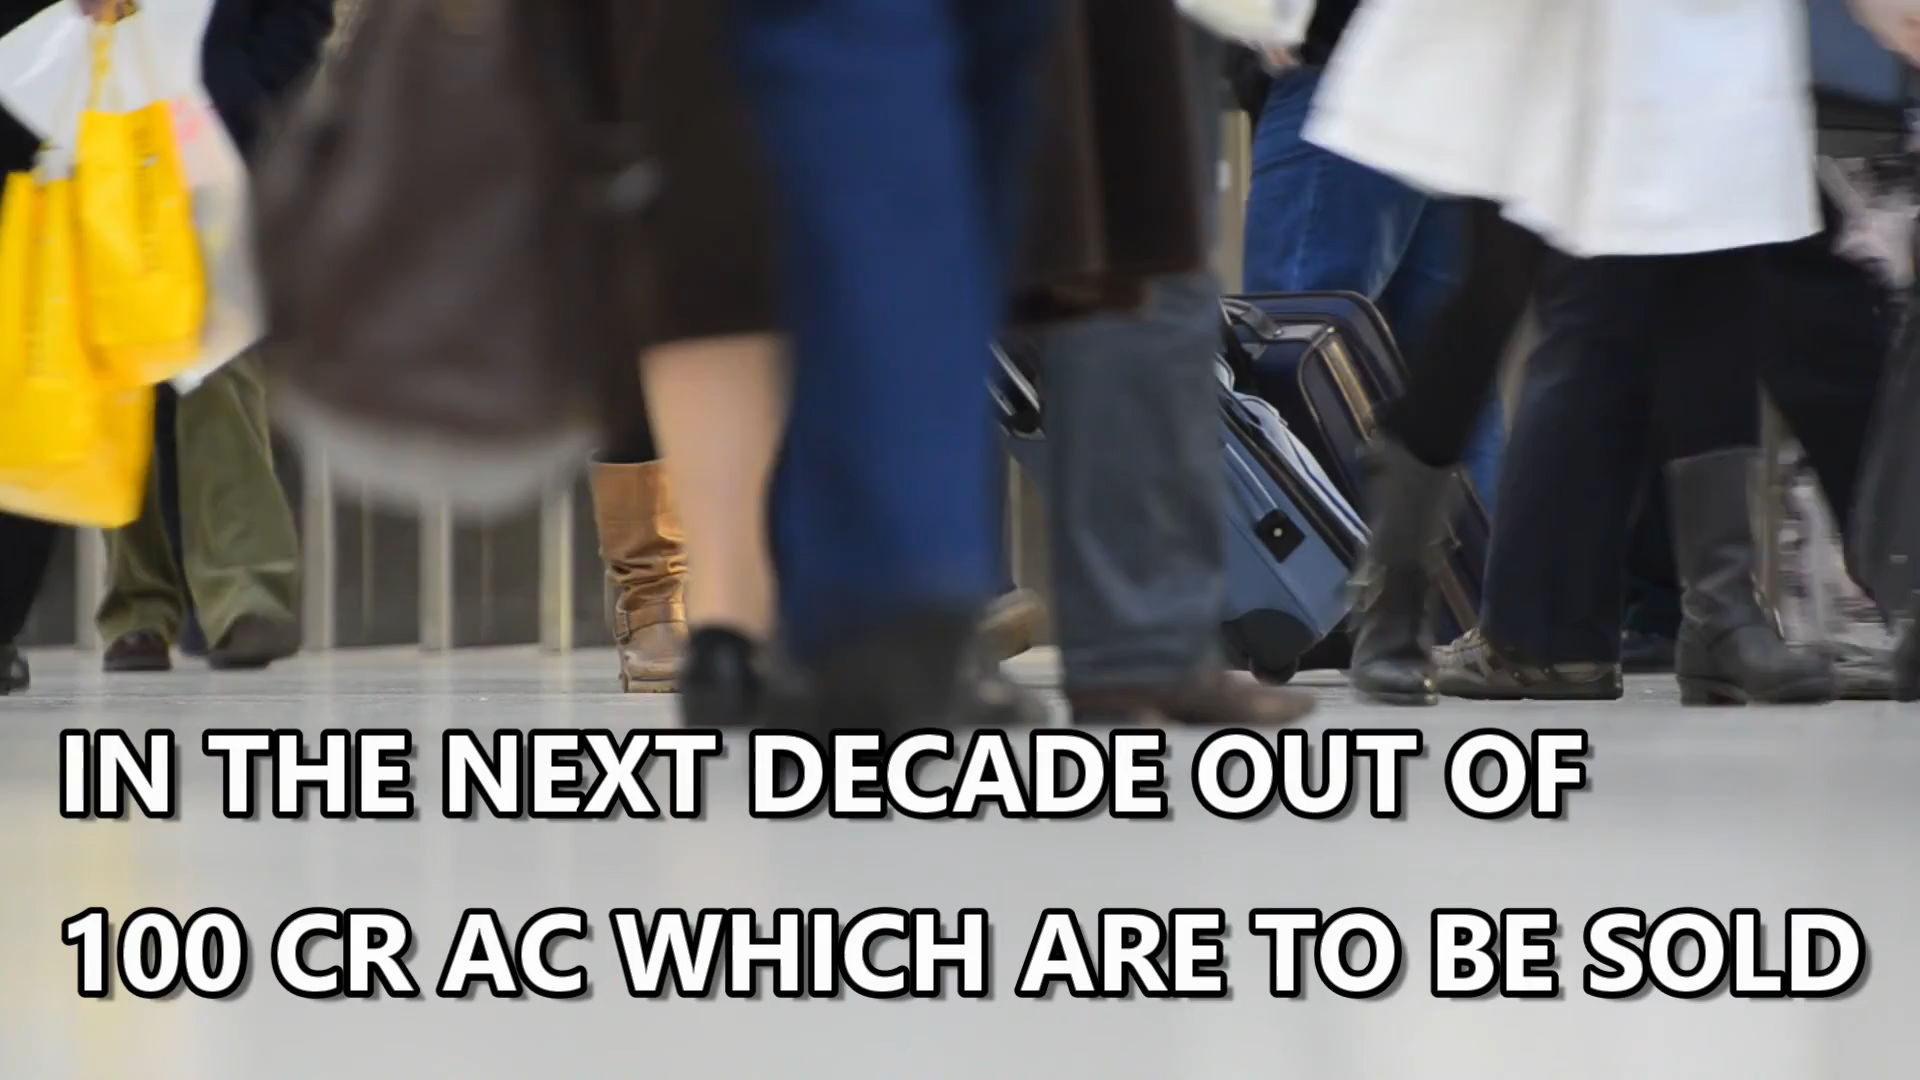 IN THE NEXT DECADE OUT OF
100 CR AC WHICH ARE TO BE SOLD